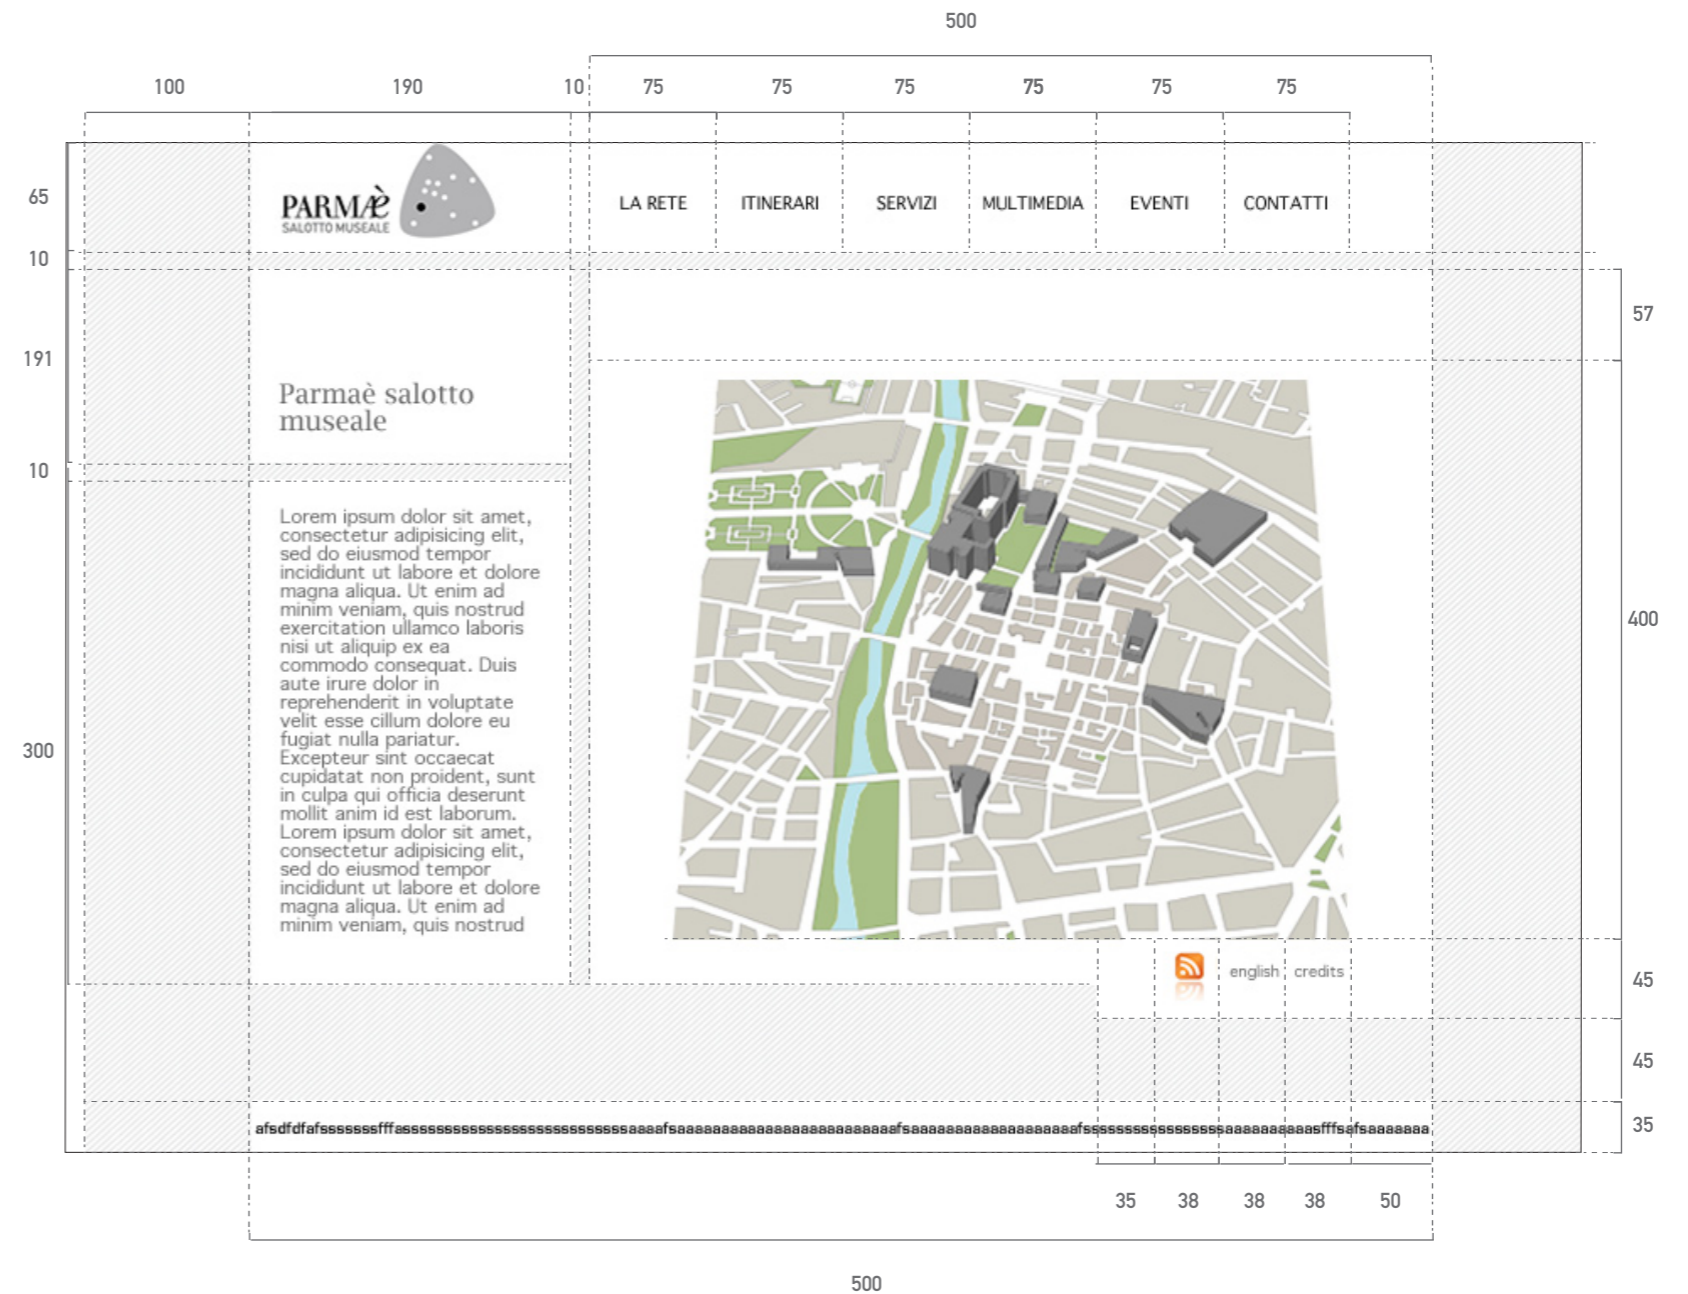 500
100 190 10 75 75 75 75 75 75
65
PARMÆ̀
SALOTTO MUSEALE
LA RETE ITINERARI SERVIZI MULTIMEDIA EVENTI CONTATTI
10
57
191
Parmaè salotto
museale
10
Lorem ipsum dolor sit amet,
consectetur adipisicing elit,
sed do eiusmod tempor
incididunt ut labore et dolore
magna aliqua. Ut enim ad
minim veniam, quis nostrud
exercitation ullamco laboris
nisi ut aliquip ex ea
commodo consequat. Duis
aute irure dolor in
reprehenderit in voluptate
velit esse cillum dolore eu
fugiat nulla pariatur.
Excepteur sint occaecat
cupidatat non proident, sunt
in culpa qui officia deserunt
mollit anim id est laborum.
Lorem ipsum dolor sit amet,
consectetur adipisicing elit,
sed do eiusmod tempor
incididunt ut labore et dolore
magna aliqua. Ut enim ad
minim veniam, quis nostrud
400
300
english credits
45
45
35
35 38 38 38 50
500